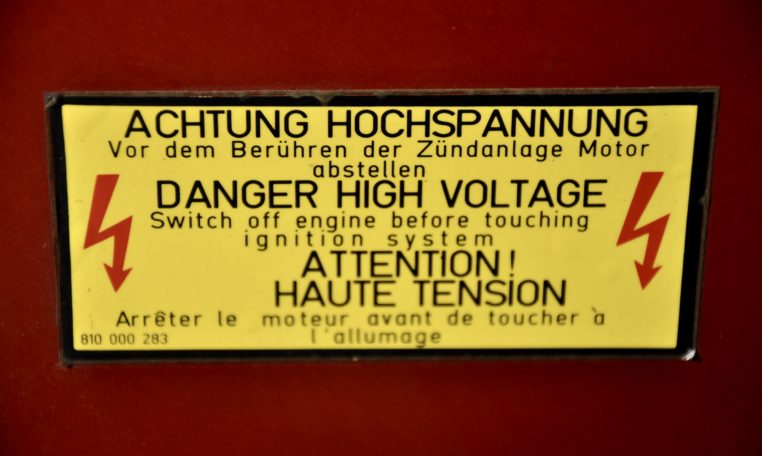 ACHTUNG HOCHSPANNUNG
Vor dem Berühren der Zündanlage Motor
abstellen
DANGER HIGH VOLTAGE
Switch off engine before touching
ignition system
ATTENTION!
HAUTE TENSION
Arrêter le moteur avant de toucher à
l'allumage
810 000 283